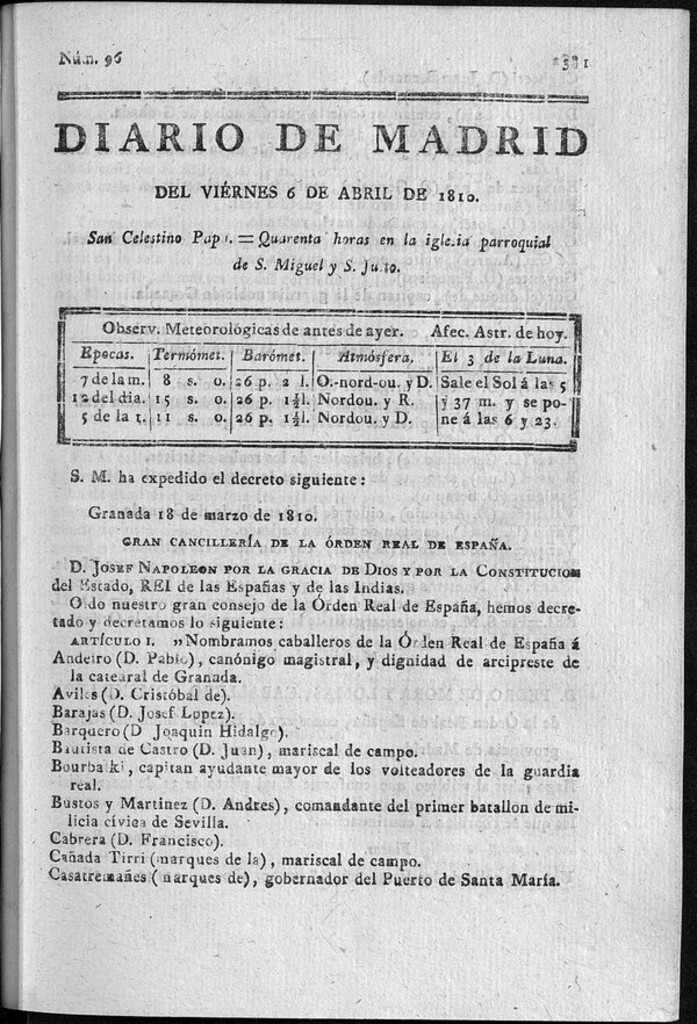 Núm. 96 381
DIARIO DE MADRID
DEL VIÉRNES 6 DE ABRIL DE 1810.
San Celestino Papa. = Quarenta horas en la iglesia parroquial
de S. Miguel y S. Justo.
Observ. Meteorológicas de antes de ayer. Afec. Astr. de hoy.
Epocas. Termómet. Barómet. Atmósfera. El 3 de la Luna.
7 de la m. 8 s. o. 26 p. 2 l. O.-nord-ou. y D. Sale el Sol á las 5
12 del dia. 15 s. o. 26 p. 1½l. Nordou. y R. y 37 m. y se po-
5 de la t. 11 s. o. 26 p. 1½l. Nordou. y D. ne á las 6 y 23.
S. M. ha expedido el decreto siguiente:
Granada 18 de marzo de 1810.
GRAN CANCILLERÍA DE LA ÓRDEN REAL DE ESPAÑA.
D. JOSEF NAPOLEON POR LA GRACIA DE DIOS Y POR LA CONSTITUCION
del Estado, REI de las Españas y de las Indias.
Oido nuestro gran consejo de la Órden Real de España, hemos decre-
tado y decretamos lo siguiente:
ARTÍCULO I. „Nombramos caballeros de la Órden Real de España á
Andeiro (D. Pablo), canónigo magistral, y dignidad de arcipreste de
la catedral de Granada.
Aviles (D. Cristóbal de).
Barajas (D. Josef Lopez).
Barquero (D Joaquin Hidalgo).
Bautista de Castro (D. Juan), mariscal de campo.
Bourbaki, capitan ayudante mayor de los volteadores de la guardia
real.
Bustos y Martinez (D. Andres), comandante del primer batallon de mi-
licia cívica de Sevilla.
Cabrera (D. Francisco).
Cañada Tirri (marques de la), mariscal de campo.
Casatremañes (marques de), gobernador del Puerto de Santa María.